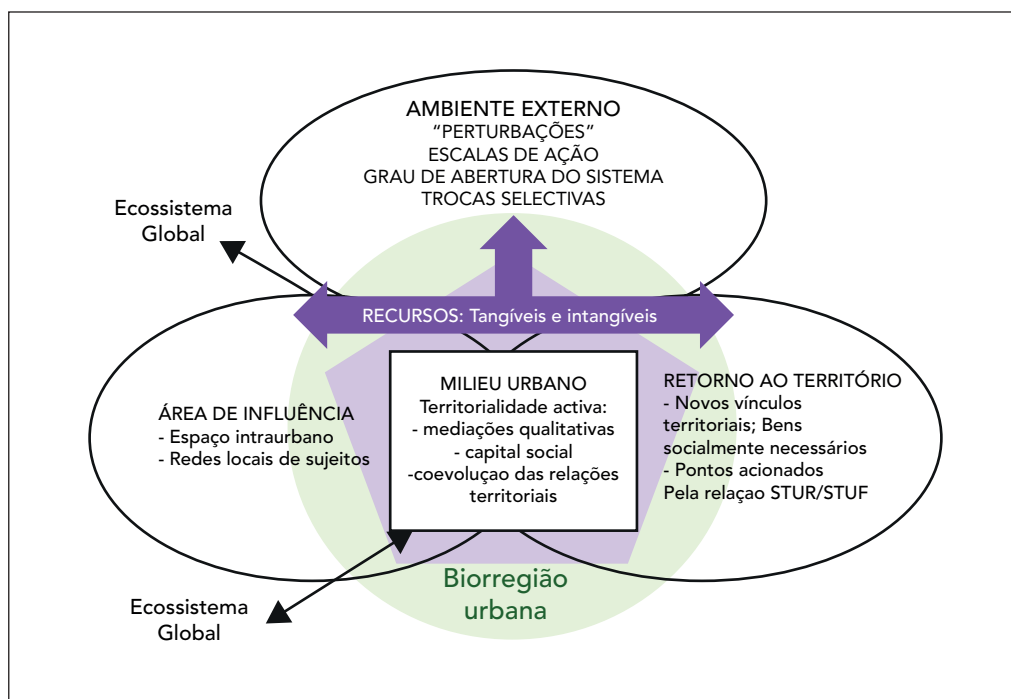 AMBIENTE EXTERNO
“PERTURBAÇÕES”
ESCALAS DE AÇÃO
GRAU DE ABERTURA DO SISTEMA
TROCAS SELECTIVAS
Ecossistema
Global
RECURSOS: Tangíveis e intangíveis
ÁREA DE INFLUÊNCIA
- Espaço intraurbano
- Redes locais de sujeitos
MILIEU URBANO
Territorialidade activa:
- mediações qualitativas
- capital social
-coevoluçao das relações
territoriais
RETORNO AO TERRITÓRIO
- Novos vínculos
territoriais; Bens
socialmente necessários
- Pontos acionados
Pela relaçao STUR/STUF
Biorregião
urbana
Ecossistema
Global